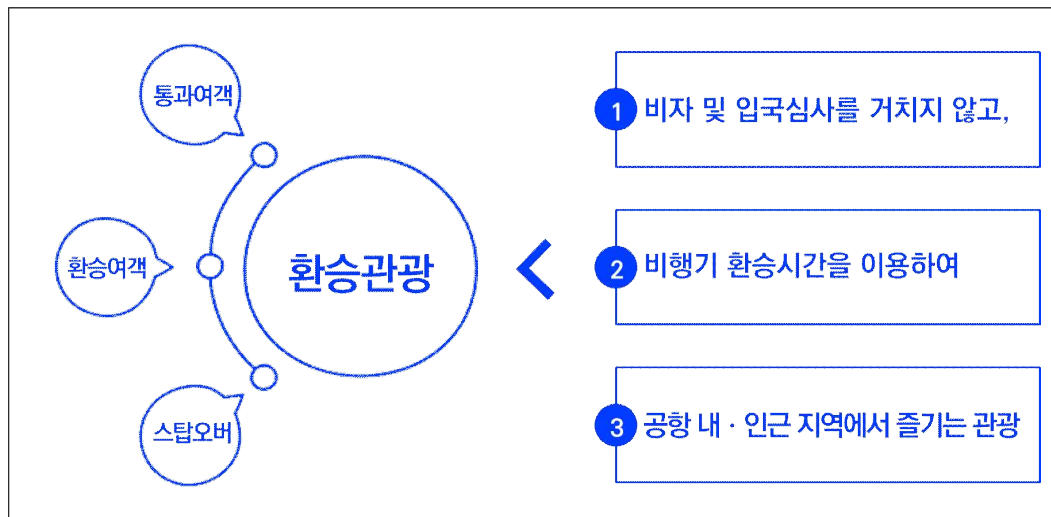 통과여객
환승여객
스탑오버
환승관광
1 비자 및 입국심사를 거치지 않고,
2 비행기 환승시간을 이용하여
3 공항 내 · 인근 지역에서 즐기는 관광